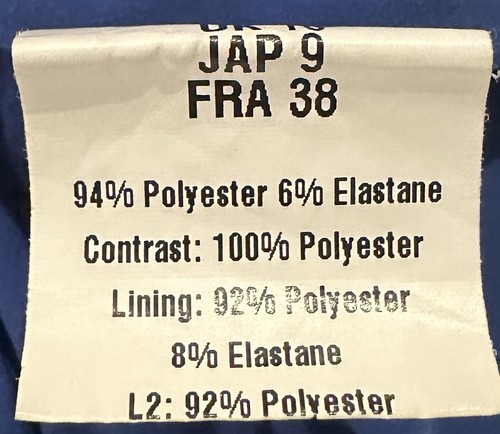 JAP 9
FRA 38
94% Polyester 6% Elastane
Contrast: 100% Polyester
Lining: 92% Polyester
8% Elastane
L2: 92% Polyester